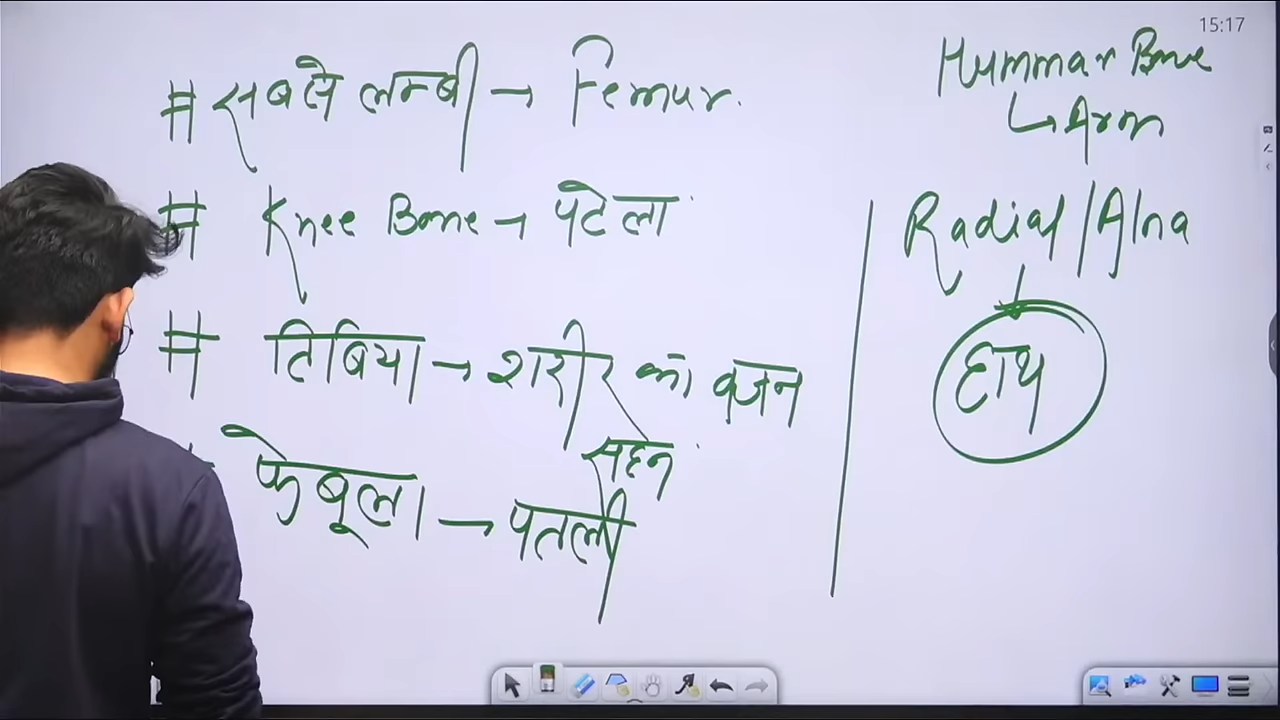 15:17
# सबसे लम्बी → Femur.
# Knee Bone → पटेला
# टिबिया → शरीर का वजन
सहन
फेबूला → पतली
Hummar Bone
↳ Arm
Radial / Alna
↓
हाथ